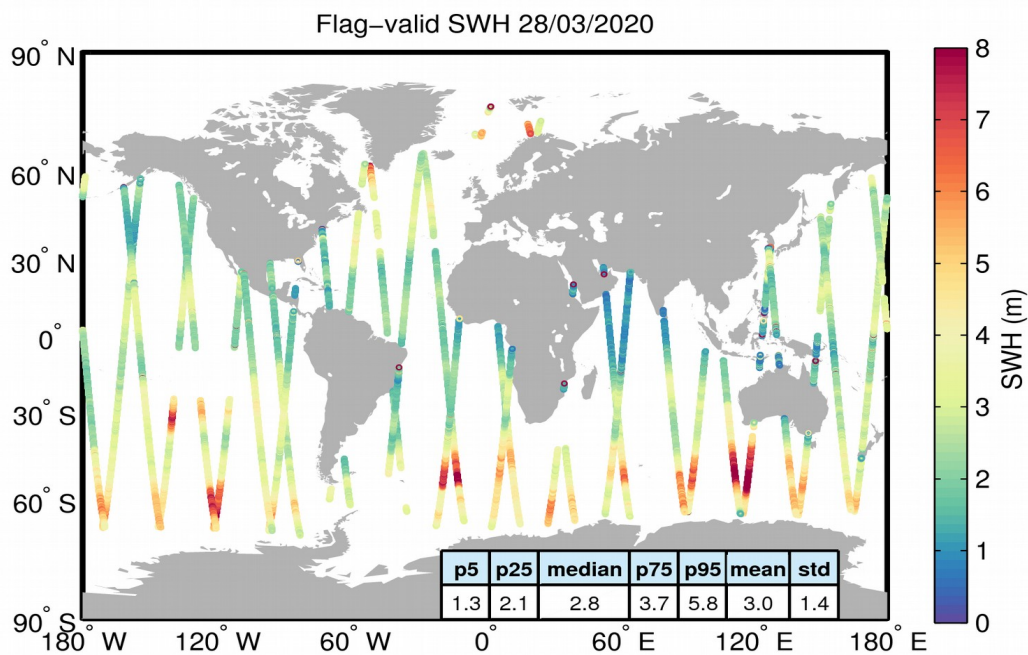 Flag-valid SWH 28/03/2020
90° N
60° N
30° N
0°
30° S
60° S
90° S
180° W
120° W
60° W
0°
60° E
120° E
180° E
8
7
6
5
4
3
2
1
0
SWH (m)
p5 p25 median p75 p95 mean std
1.3 2.1 2.8 3.7 5.8 3.0 1.4